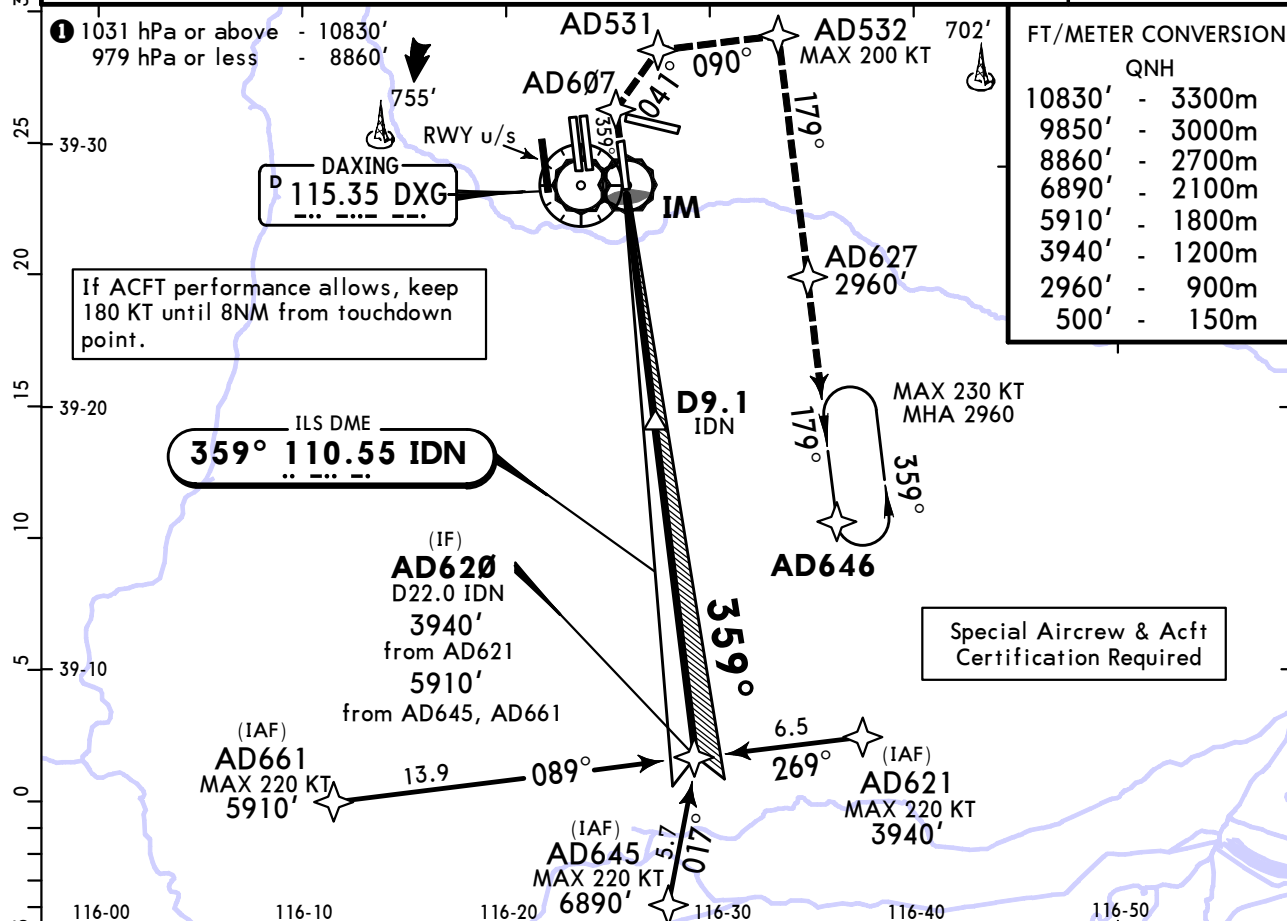 ❶ 1031 hPa or above - 10830'
979 hPa or less - 8860'
AD531
AD532
MAX 200 KT
702'
FT/METER CONVERSION
QNH
10830' - 3300m
9850' - 3000m
8860' - 2700m
6890' - 2100m
5910' - 1800m
3940' - 1200m
2960' - 900m
500' - 150m
090°
041°
AD6Ø7
755'
359°
179°
RWY u/s
25
39-30
DAXING
D 115.35 DXG
IM
20
AD627
2960'
If ACFT performance allows, keep
180 KT until 8NM from touchdown
point.
15
39-20
D9.1
IDN
MAX 230 KT
MHA 2960
179°
359°
ILS DME
359° 110.55 IDN
10
AD646
(IF)
AD62Ø
D22.0 IDN
3940'
from AD621
5910'
from AD645, AD661
359°
Special Aircrew & Acft
Certification Required
5
39-10
(IAF)
AD661
MAX 220 KT
5910'
13.9
089°
6.5
269°
(IAF)
AD621
MAX 220 KT
3940'
0
(IAF)
AD645
MAX 220 KT
6890'
5.7
017°
116-00
116-10
116-20
116-30
116-40
116-50